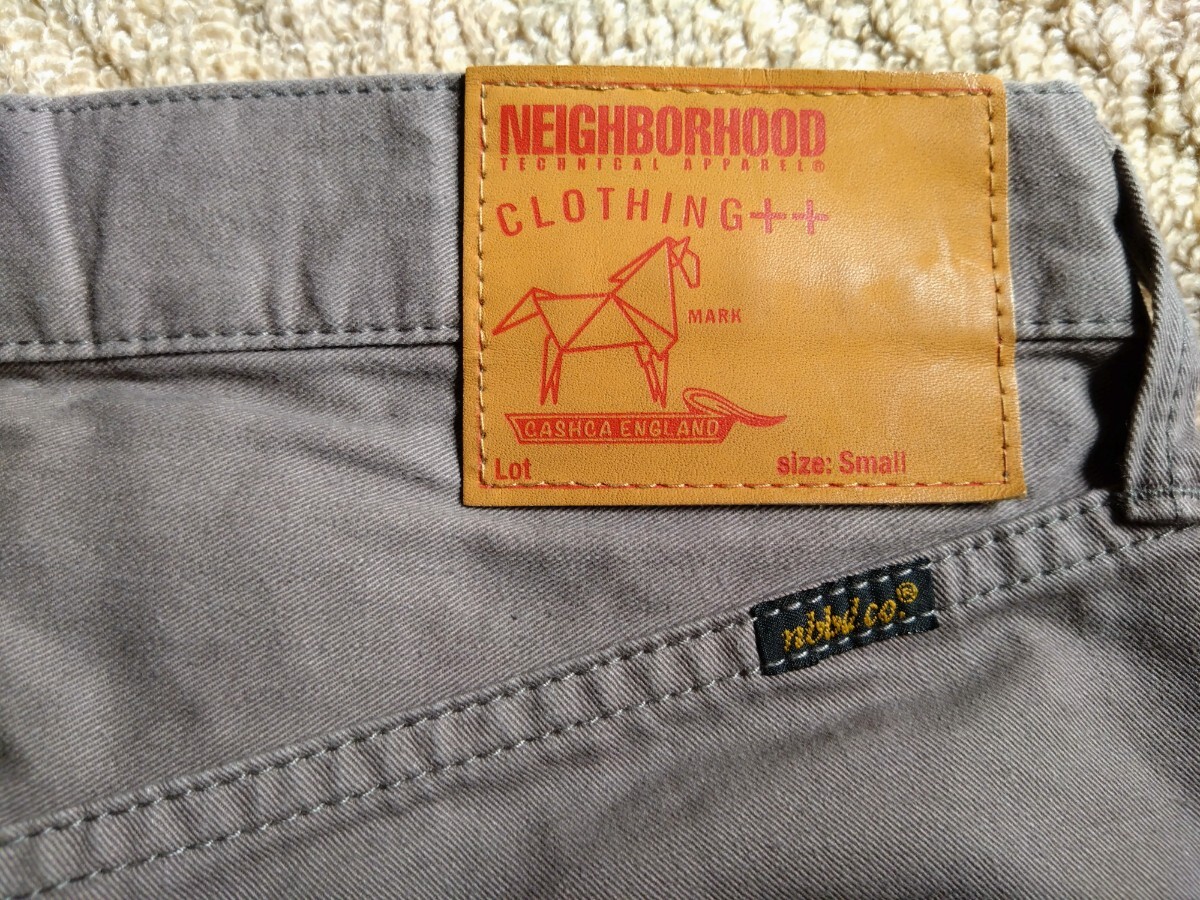 NEIGHBORHOOD
TECHNICAL APPAREL®
CLOTHING++
MARK
CASHCA ENGLAND
Lot
size: Small
nbhd co.®